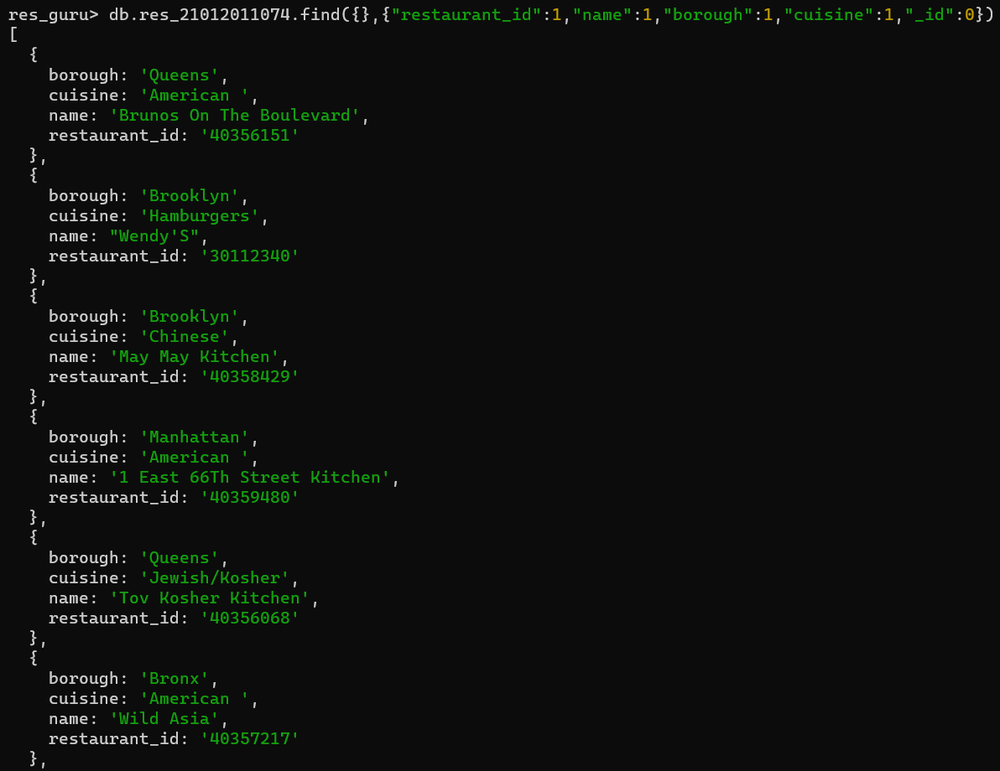 res_guru> db.res_21012011074.find({},{"restaurant_id":1,"name":1,"borough":1,"cuisine":1,"_id":0})
[
  {
    borough: 'Queens',
    cuisine: 'American ',
    name: 'Brunos On The Boulevard',
    restaurant_id: '40356151'
  },
  {
    borough: 'Brooklyn',
    cuisine: 'Hamburgers',
    name: "Wendy'S",
    restaurant_id: '30112340'
  },
  {
    borough: 'Brooklyn',
    cuisine: 'Chinese',
    name: 'May May Kitchen',
    restaurant_id: '40358429'
  },
  {
    borough: 'Manhattan',
    cuisine: 'American ',
    name: '1 East 66Th Street Kitchen',
    restaurant_id: '40359480'
  },
  {
    borough: 'Queens',
    cuisine: 'Jewish/Kosher',
    name: 'Tov Kosher Kitchen',
    restaurant_id: '40356068'
  },
  {
    borough: 'Bronx',
    cuisine: 'American ',
    name: 'Wild Asia',
    restaurant_id: '40357217'
  },